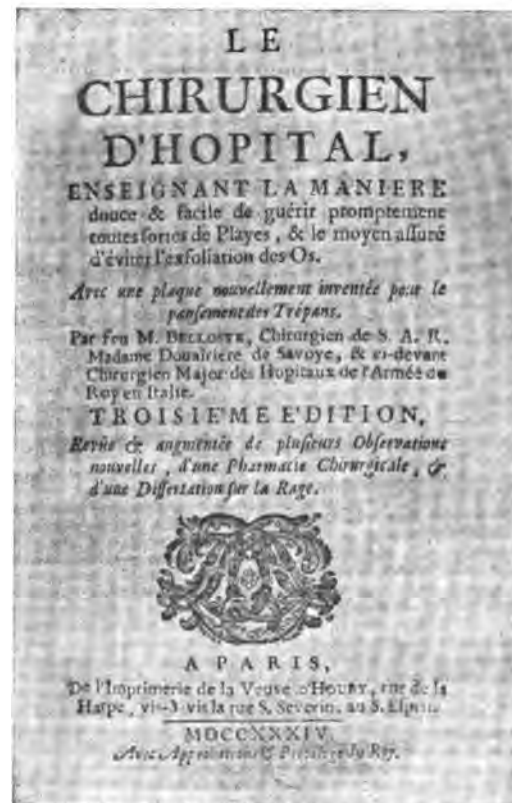 LE
CHIRURGIEN
D'HOPITAL,
ENSEIGNANT LA MANIERE
douce & facile de guérir promptement
toutes sortes de Playes, & le moyen assuré
d'éviter l'exfoliation des Os.
Avec une plaque nouvellement inventée pour le
pansement des Trépans.
Par feu M. BELLOSTE, Chirurgien de S. A. R.
Madame Douairiere de Savoye, & ci-devant
Chirurgien Major des Hopitaux de l'Armée du
Roy en Italie.
TROISIE'ME E'DITION,
Revûe & augmentée de plusieurs Observations
nouvelles, d'une Pharmacie Chirurgicale, &
d'une Dissertation sur la Rage.
A PARIS,
De l'Imprimerie de la Veuve d'HOURY, rue de la
Harpe, vis-à-vis la rue S. Severin, au S. Esprit.
MDCCXXXIV.
Avec Approbations & Privilege du Roy.